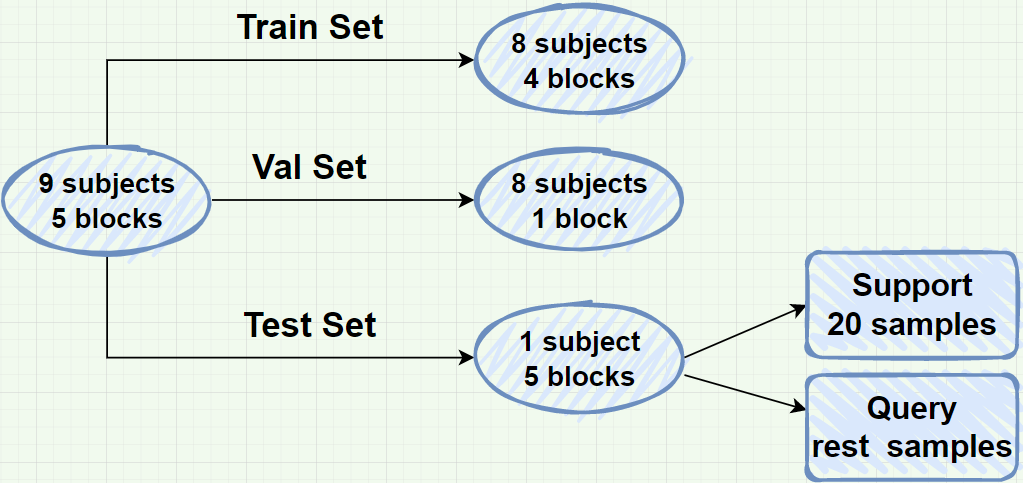 Train Set
8 subjects
4 blocks
9 subjects
5 blocks
Val Set
8 subjects
1 block
Test Set
1 subject
5 blocks
Support
20 samples
Query
rest samples